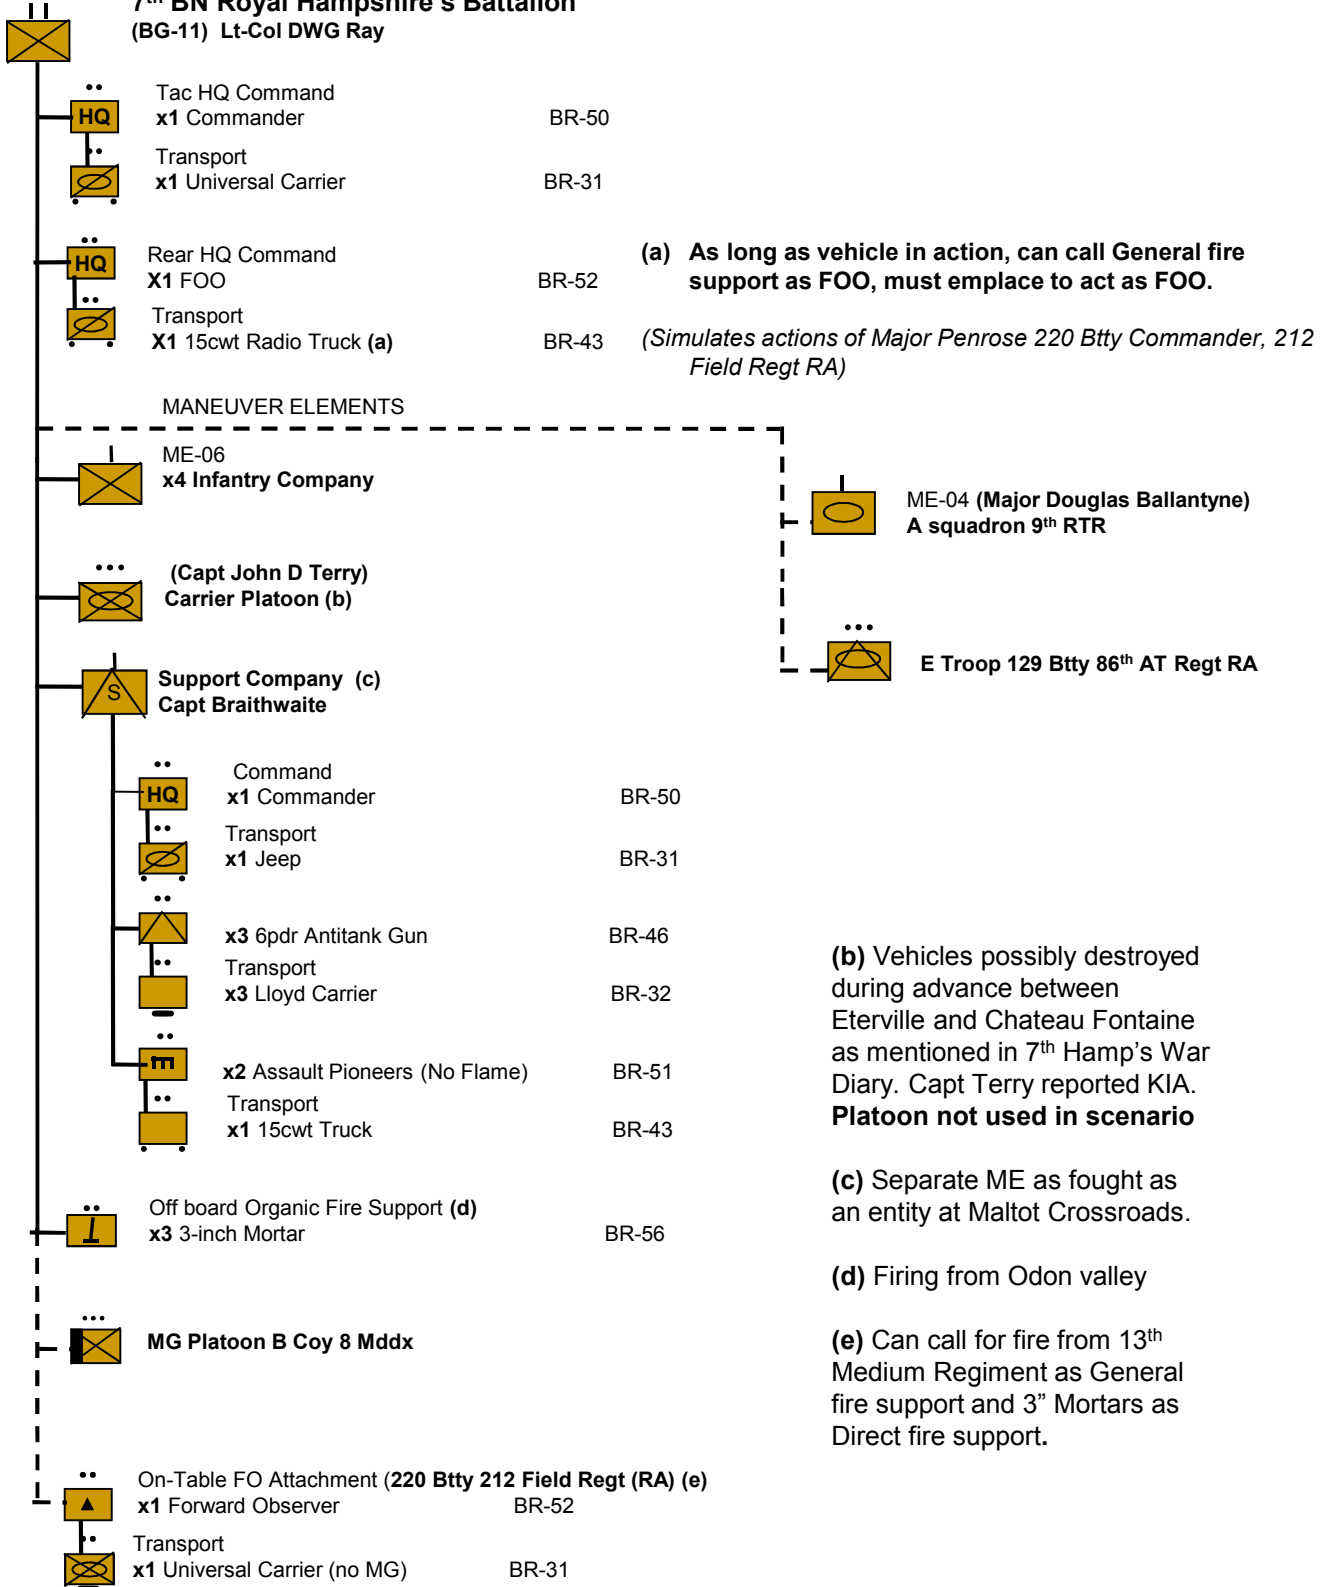 7th BN Royal Hampshire's Battalion
(BG-11) Lt-Col DWG Ray
Tac HQ Command
HQ
x1 Commander BR-50
Transport
x1 Universal Carrier BR-31
Rear HQ Command
HQ
X1 FOO BR-52
Transport
X1 15cwt Radio Truck (a) BR-43
(a) As long as vehicle in action, can call General fire
support as FOO, must emplace to act as FOO.
(Simulates actions of Major Penrose 220 Btty Commander, 212
Field Regt RA)
MANEUVER ELEMENTS
ME-06
x4 Infantry Company
ME-04 (Major Douglas Ballantyne)
A squadron 9th RTR
(Capt John D Terry)
Carrier Platoon (b)
E Troop 129 Btty 86th AT Regt RA
S
Support Company (c)
Capt Braithwaite
Command
HQ
x1 Commander BR-50
Transport
x1 Jeep BR-31
x3 6pdr Antitank Gun BR-46
Transport
x3 Lloyd Carrier BR-32
x2 Assault Pioneers (No Flame) BR-51
Transport
x1 15cwt Truck BR-43
(b) Vehicles possibly destroyed
during advance between
Eterville and Chateau Fontaine
as mentioned in 7th Hamp's War
Diary. Capt Terry reported KIA.
Platoon not used in scenario
(c) Separate ME as fought as
an entity at Maltot Crossroads.
(d) Firing from Odon valley
(e) Can call for fire from 13th
Medium Regiment as General
fire support and 3” Mortars as
Direct fire support.
Off board Organic Fire Support (d)
x3 3-inch Mortar BR-56
MG Platoon B Coy 8 Mddx
On-Table FO Attachment (220 Btty 212 Field Regt (RA) (e)
x1 Forward Observer BR-52
Transport
x1 Universal Carrier (no MG) BR-31